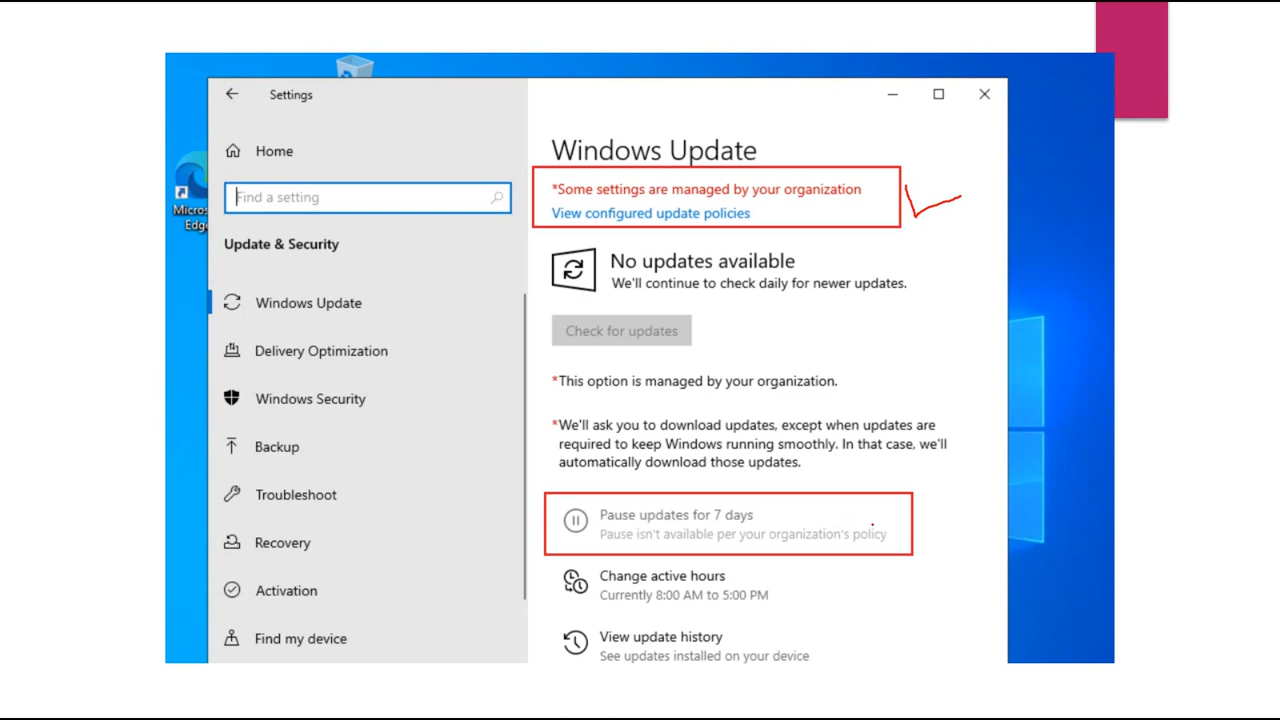 Settings
Home
Find a setting
Micros
Edge
Update & Security
Windows Update
Delivery Optimization
Windows Security
Backup
Troubleshoot
Recovery
Activation
Find my device
Windows Update
*Some settings are managed by your organization
View configured update policies
No updates available
We'll continue to check daily for newer updates.
Check for updates
*This option is managed by your organization.
*We'll ask you to download updates, except when updates are
required to keep Windows running smoothly. In that case, we'll
automatically download those updates.
Pause updates for 7 days
Pause isn't available per your organization's policy
Change active hours
Currently 8:00 AM to 5:00 PM
View update history
See updates installed on your device